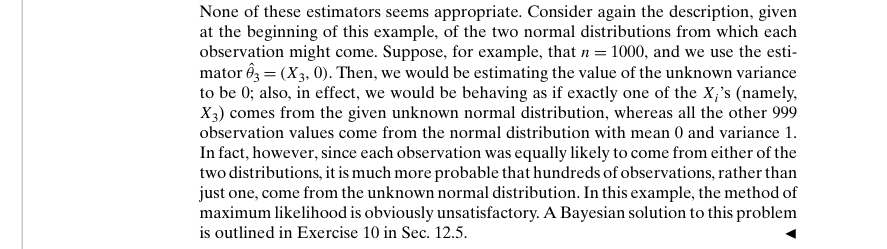 None of these estimators seems appropriate. Consider again the description, given
at the beginning of this example, of the two normal distributions from which each
observation might come. Suppose, for example, that n = 1000, and we use the esti-
mator θ̂₃ = (X₃, 0). Then, we would be estimating the value of the unknown variance
to be 0; also, in effect, we would be behaving as if exactly one of the Xᵢ's (namely,
X₃) comes from the given unknown normal distribution, whereas all the other 999
observation values come from the normal distribution with mean 0 and variance 1.
In fact, however, since each observation was equally likely to come from either of the
two distributions, it is much more probable that hundreds of observations, rather than
just one, come from the unknown normal distribution. In this example, the method of
maximum likelihood is obviously unsatisfactory. A Bayesian solution to this problem
is outlined in Exercise 10 in Sec. 12.5. ◄